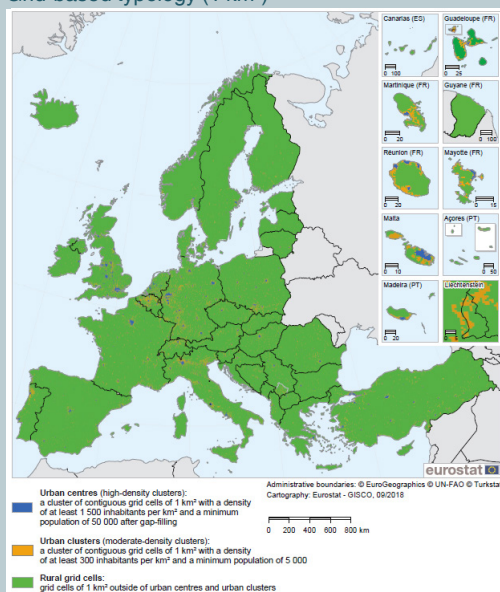 Canarias (ES)
Guadeloupe (FR)
0 100
0 25
Martinique (FR)
Guyane (FR)
0 20
0 100
Réunion (FR)
Mayotte (FR)
0 20
0 15
Malta
Açores (PT)
0 10
0 50
Madeira (PT)
Liechtenstein
0 20
eurostat
Administrative boundaries: © EuroGeographics © UN-FAO © Turkstat
Cartography: Eurostat - GISCO, 09/2018
0 200 400 600 800 km
Urban centres (high-density clusters):
a cluster of contiguous grid cells of 1 km² with a density
of at least 1 500 inhabitants per km² and a minimum
population of 50 000 after gap-filling
Urban clusters (moderate-density clusters):
a cluster of contiguous grid cells of 1 km² with a density
of at least 300 inhabitants per km² and a minimum population of 5 000
Rural grid cells:
grid cells of 1 km² outside of urban centres and urban clusters